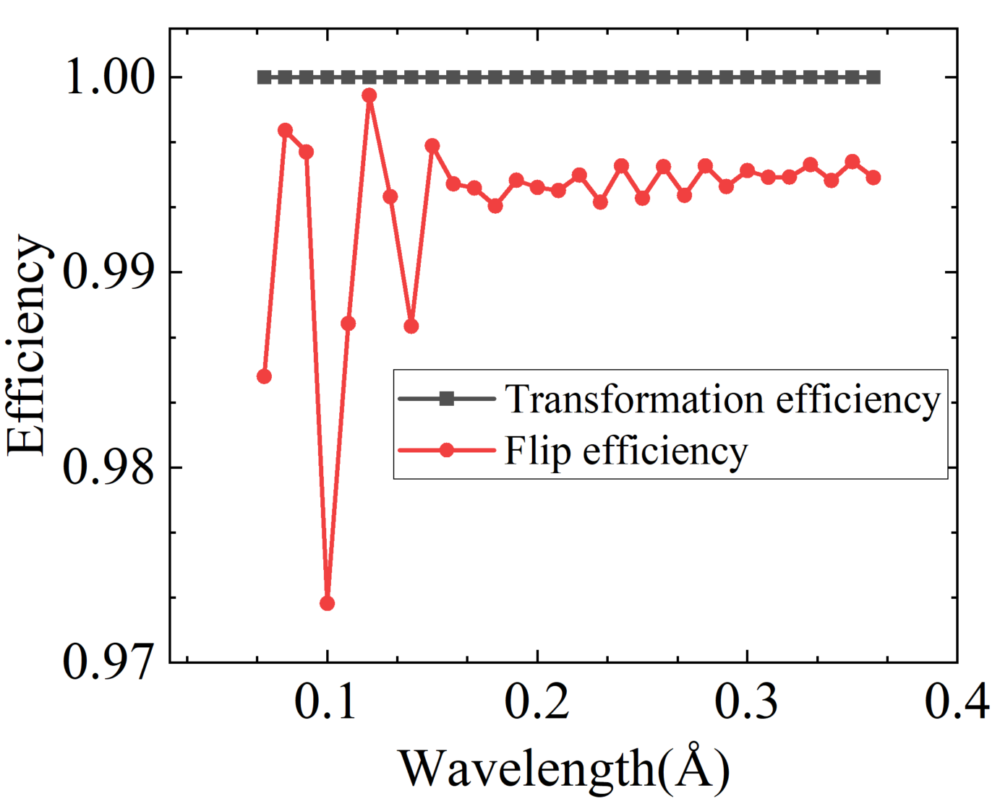 1.00
0.99
0.98
0.97
Efficiency
Transformation efficiency
Flip efficiency
0.1 0.2 0.3 0.4
Wavelength(Å)